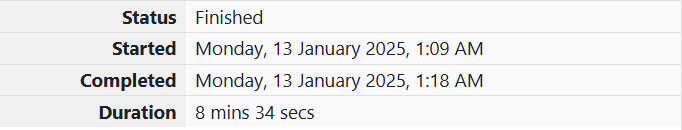 Status Finished
Started Monday, 13 January 2025, 1:09 AM
Completed Monday, 13 January 2025, 1:18 AM
Duration 8 mins 34 secs